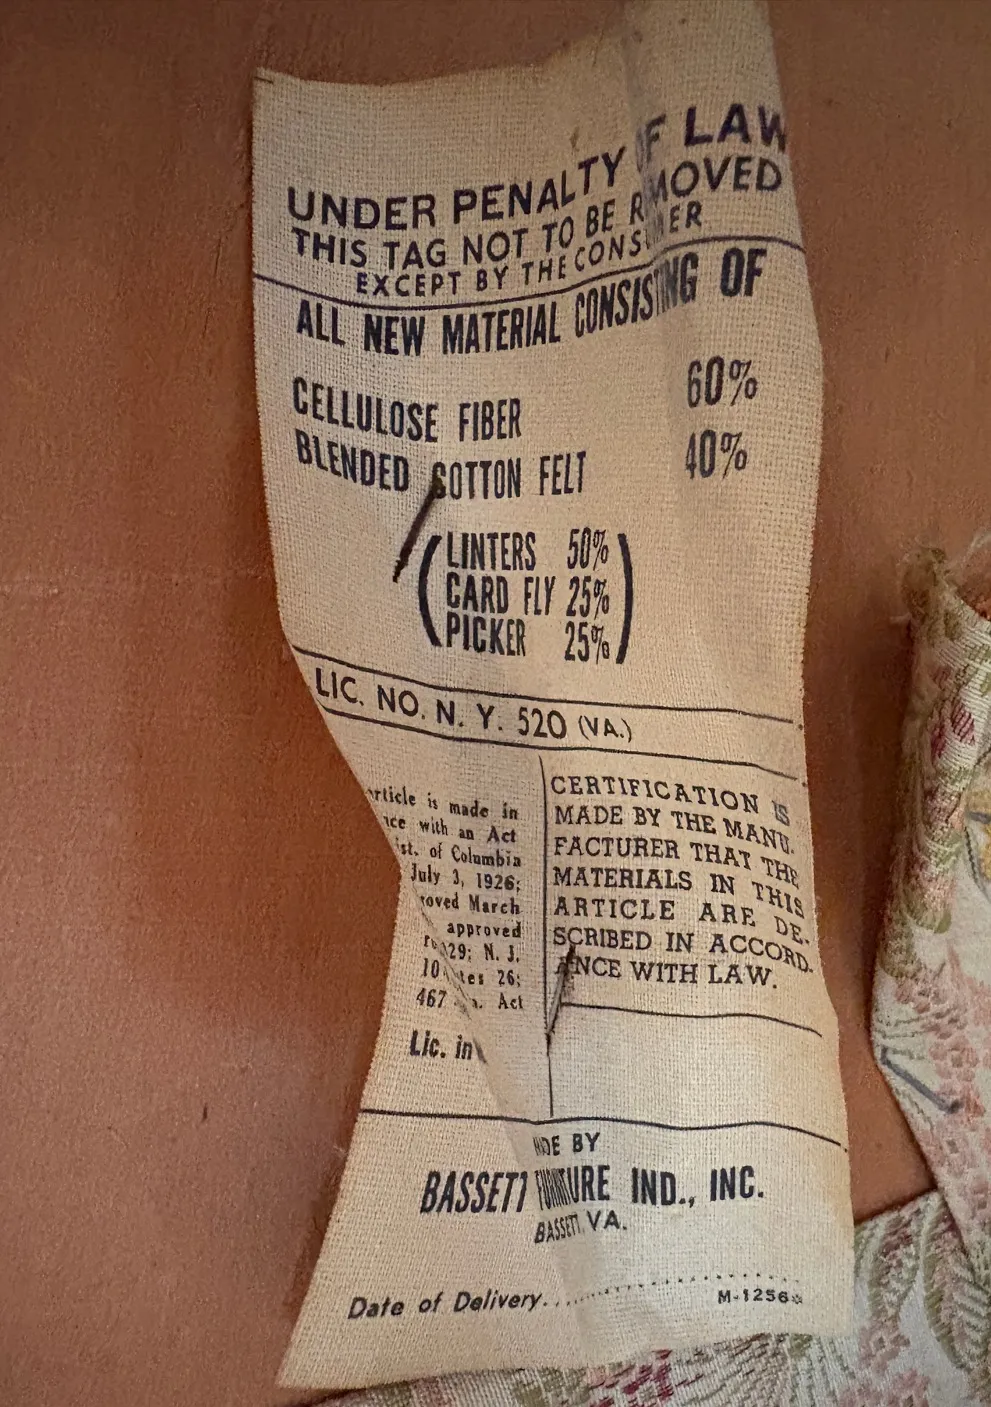 UNDER PENALTY OF LAW
THIS TAG NOT TO BE REMOVED
EXCEPT BY THE CONSUMER
ALL NEW MATERIAL CONSISTING OF
CELLULOSE FIBER 60%
BLENDED COTTON FELT 40%
(LINTERS 50%
CARD FLY 25%
PICKER 25%)
LIC. NO. N. Y. 520 (VA.)
article is made in
with an Act
of Columbia
July 3, 1926;
March
approved
29; N. J.
10 26;
467 Act
Lic. in
CERTIFICATION IS
MADE BY THE MANU-
FACTURER THAT THE
MATERIALS IN THIS
ARTICLE ARE DE-
SCRIBED IN ACCORD-
ANCE WITH LAW.
MADE BY
BASSETT FURNITURE IND., INC.
BASSETT, VA.
Date of Delivery..................
M-1256